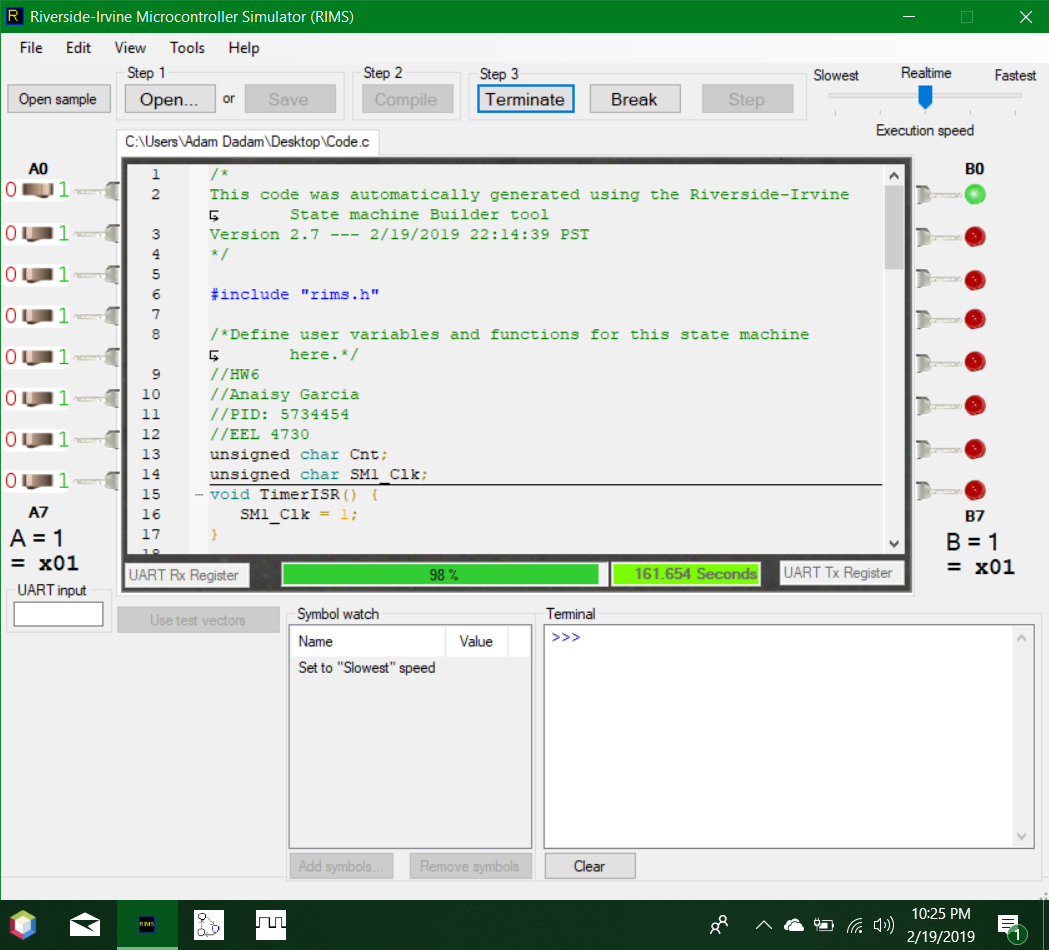 Riverside-Irvine Microcontroller Simulator (RIMS)
File Edit View Tools Help
Step 1 Step 2 Step 3
Slowest Realtime Fastest
Open sample Open... or Save Compile Terminate Break Step
Execution speed
C:\Users\Adam Dadam\Desktop\Code.c
A0
B0
0 1
0 1
0 1
0 1
0 1
0 1
0 1
0 1
A7
A = 1
= x01
1 /*
2 This code was automatically generated using the Riverside-Irvine
State machine Builder tool
3 Version 2.7 --- 2/19/2019 22:14:39 PST
4 */
5
6 #include "rims.h"
7
8 /*Define user variables and functions for this state machine
here.*/
9 //HW6
10 //Anaisy Garcia
11 //PID: 5734454
12 //EEL 4730
13 unsigned char Cnt;
14 unsigned char SM1_Clk;
15 void TimerISR() {
16 SM1_Clk = 1;
17 }
18
B7
B = 1
= x01
UART Rx Register 98 % 161.654 Seconds UART Tx Register
UART input
Use test vectors
Symbol watch
Name Value
Set to "Slowest" speed
Add symbols... Remove symbols
Terminal
>>>
Clear
RIMS
10:25 PM
2/19/2019
1